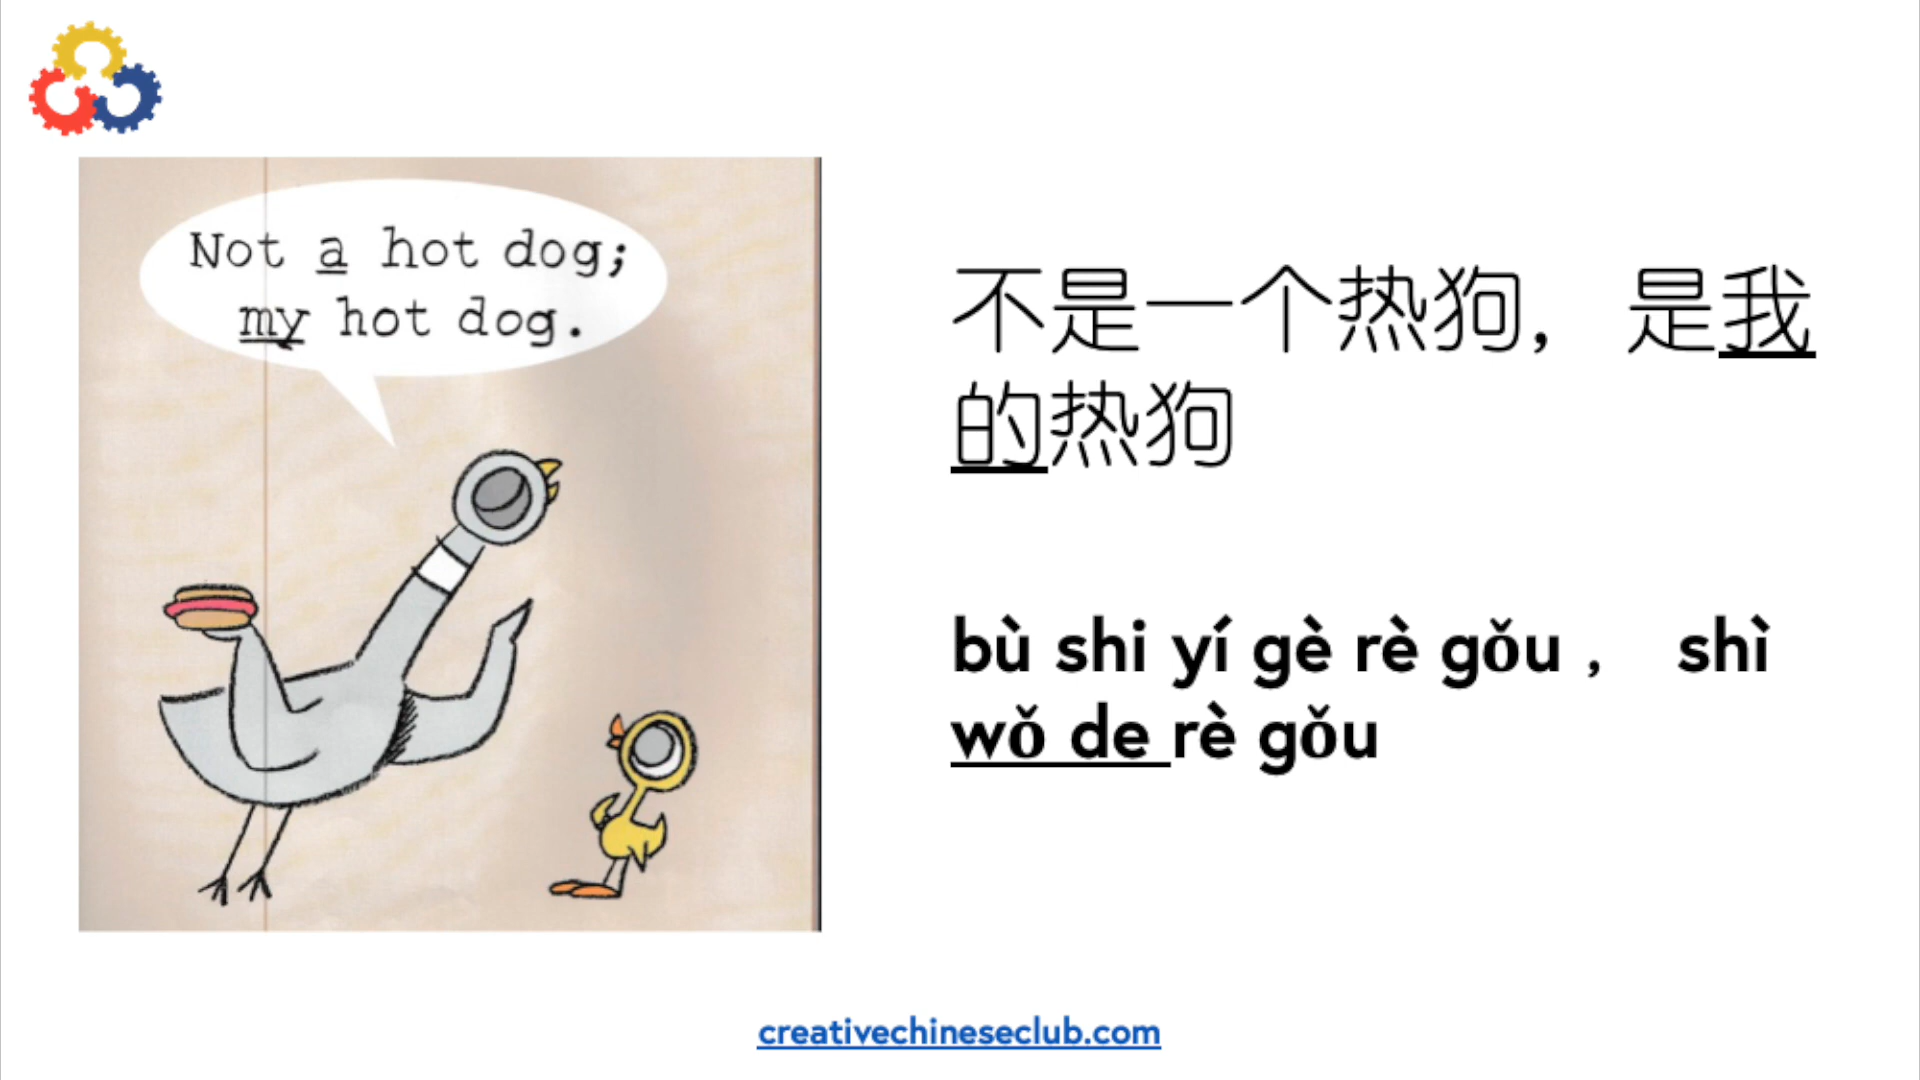 Not a hot dog;
my hot dog.
不是一个热狗，是我
的热狗
bù shi yí gè rè gǒu ， shì
wǒ de rè gǒu
creativechineseclub.com